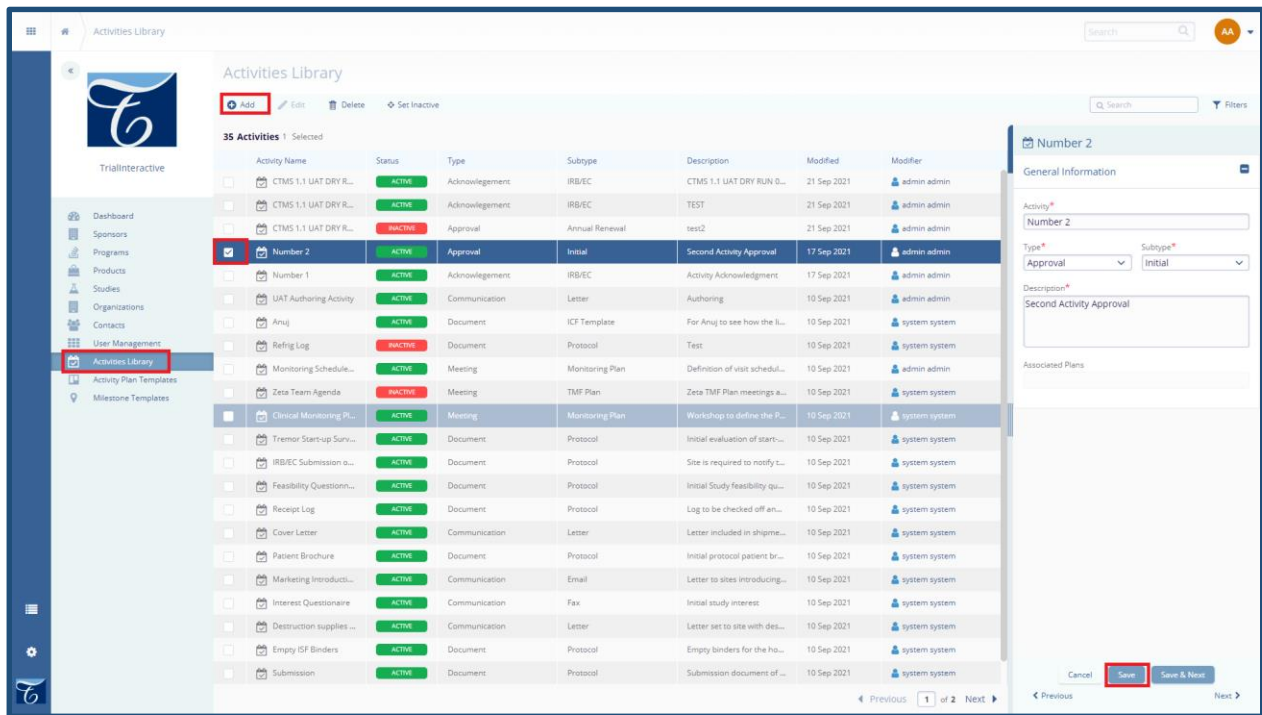 Activities Library
Search
AA
TrialInteractive
Dashboard
Sponsors
Programs
Products
Studies
Organizations
Contacts
User Management
Activities Library
Activity Plan Templates
Milestone Templates
Activities Library
Add Edit Delete Set Inactive
Search
Filters
35 Activities 1 Selected
Activity Name Status Type Subtype Description Modified Modifier
CTMS 1.1 UAT DRY R... ACTIVE Acknowlegement IRB/EC CTMS 1.1 UAT DRY RUN 0... 21 Sep 2021 admin admin
CTMS 1.1 UAT DRY R... ACTIVE Acknowlegement IRB/EC TEST 21 Sep 2021 admin admin
CTMS 1.1 UAT DRY R... INACTIVE Approval Annual Renewal test2 21 Sep 2021 admin admin
Number 2 ACTIVE Approval Initial Second Activity Approval 17 Sep 2021 admin admin
Number 1 ACTIVE Acknowlegement IRB/EC Activity Acknowledgment 17 Sep 2021 admin admin
UAT Authoring Activity ACTIVE Communication Letter Authoring 10 Sep 2021 admin admin
Anuj ACTIVE Document ICF Template For Anuj to see how the li... 10 Sep 2021 system system
Refrig Log INACTIVE Document Protocol Test 10 Sep 2021 system system
Monitoring Schedule... ACTIVE Meeting Monitoring Plan Definition of visit schedul... 10 Sep 2021 admin admin
Zeta Team Agenda INACTIVE Meeting TMF Plan Zeta TMF Plan meetings a... 10 Sep 2021 system system
Clinical Monitoring Pl... ACTIVE Meeting Monitoring Plan Workshop to define the P... 10 Sep 2021 system system
Tremor Start-up Surv... ACTIVE Document Protocol Initial evaluation of start-... 10 Sep 2021 system system
IRB/EC Submission o... ACTIVE Document Protocol Site is required to notify t... 10 Sep 2021 system system
Feasibility Questionn... ACTIVE Document Protocol Initial Study feasibility qu... 10 Sep 2021 system system
Receipt Log ACTIVE Document Protocol Log to be checked off an... 10 Sep 2021 system system
Cover Letter ACTIVE Communication Letter Letter included in shipme... 10 Sep 2021 system system
Patient Brochure ACTIVE Document Protocol Initial protocol patient br... 10 Sep 2021 system system
Marketing Introducti... ACTIVE Communication Email Letter to sites introducing... 10 Sep 2021 system system
Interest Questionaire ACTIVE Communication Fax Initial study interest 10 Sep 2021 system system
Destruction supplies ... ACTIVE Communication Letter Letter set to site with des... 10 Sep 2021 system system
Empty ISF Binders ACTIVE Document Protocol Empty binders for the ho... 10 Sep 2021 system system
Submission ACTIVE Document Protocol Submission document of ... 10 Sep 2021 system system
Previous 1 of 2 Next
Number 2
General Information
Activity*
Number 2
Type* Subtype*
Approval Initial
Description*
Second Activity Approval
Associated Plans
Cancel Save Save & Next
Previous Next